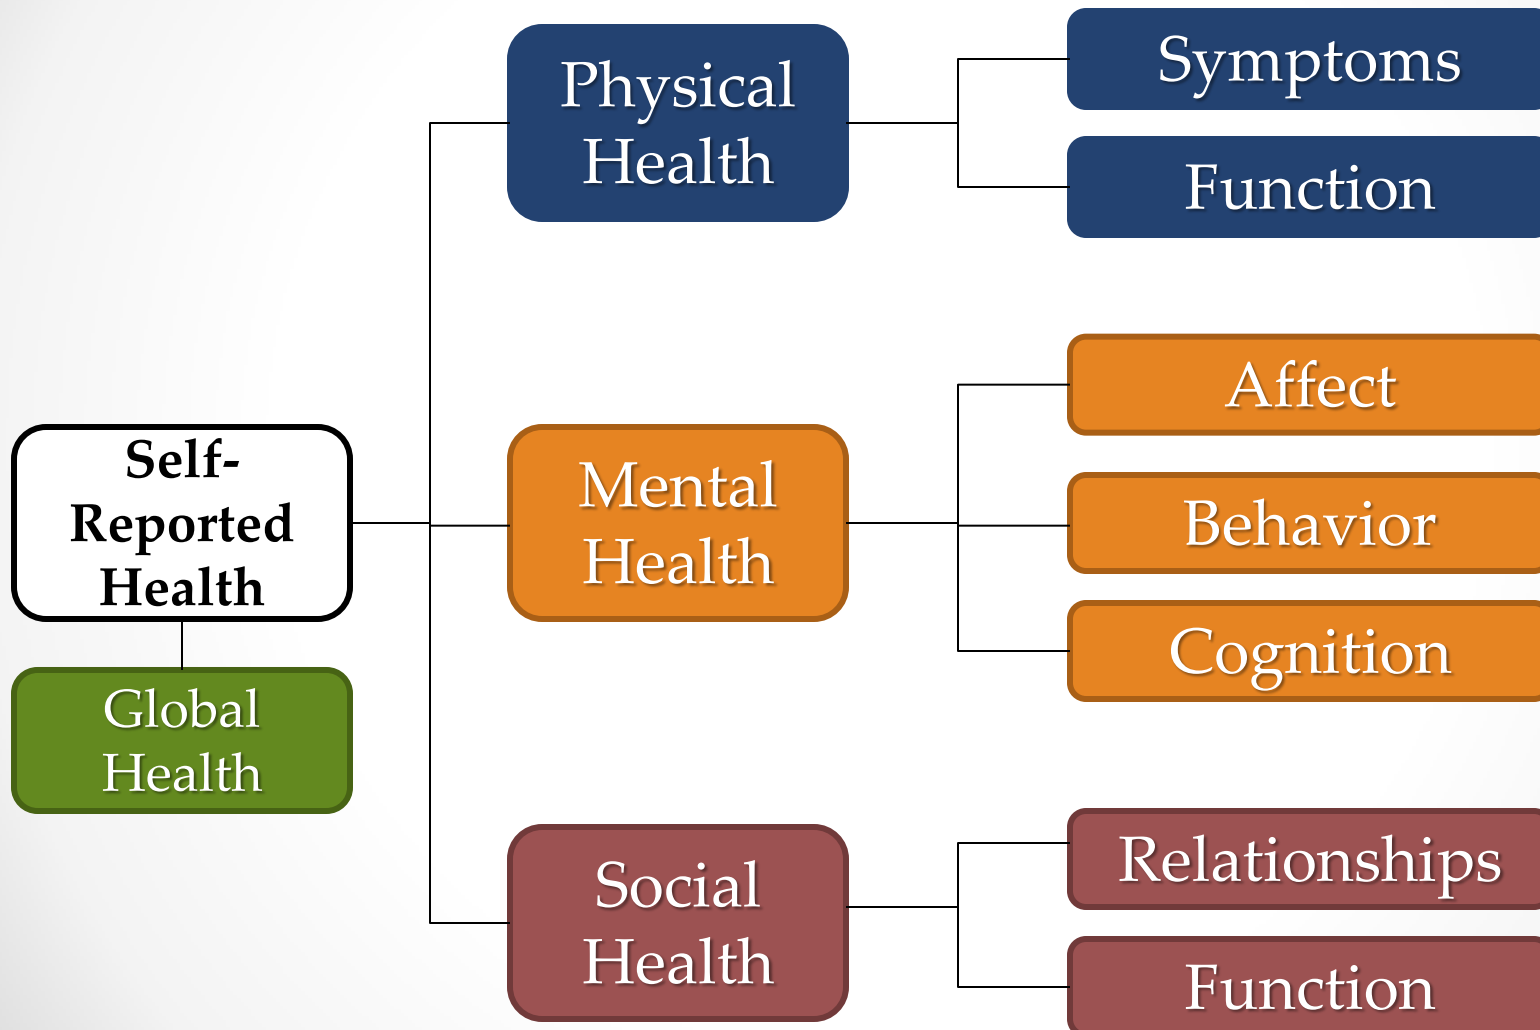 Self-
Reported
Health
Global
Health
Physical
Health
Symptoms
Function
Mental
Health
Affect
Behavior
Cognition
Social
Health
Relationships
Function